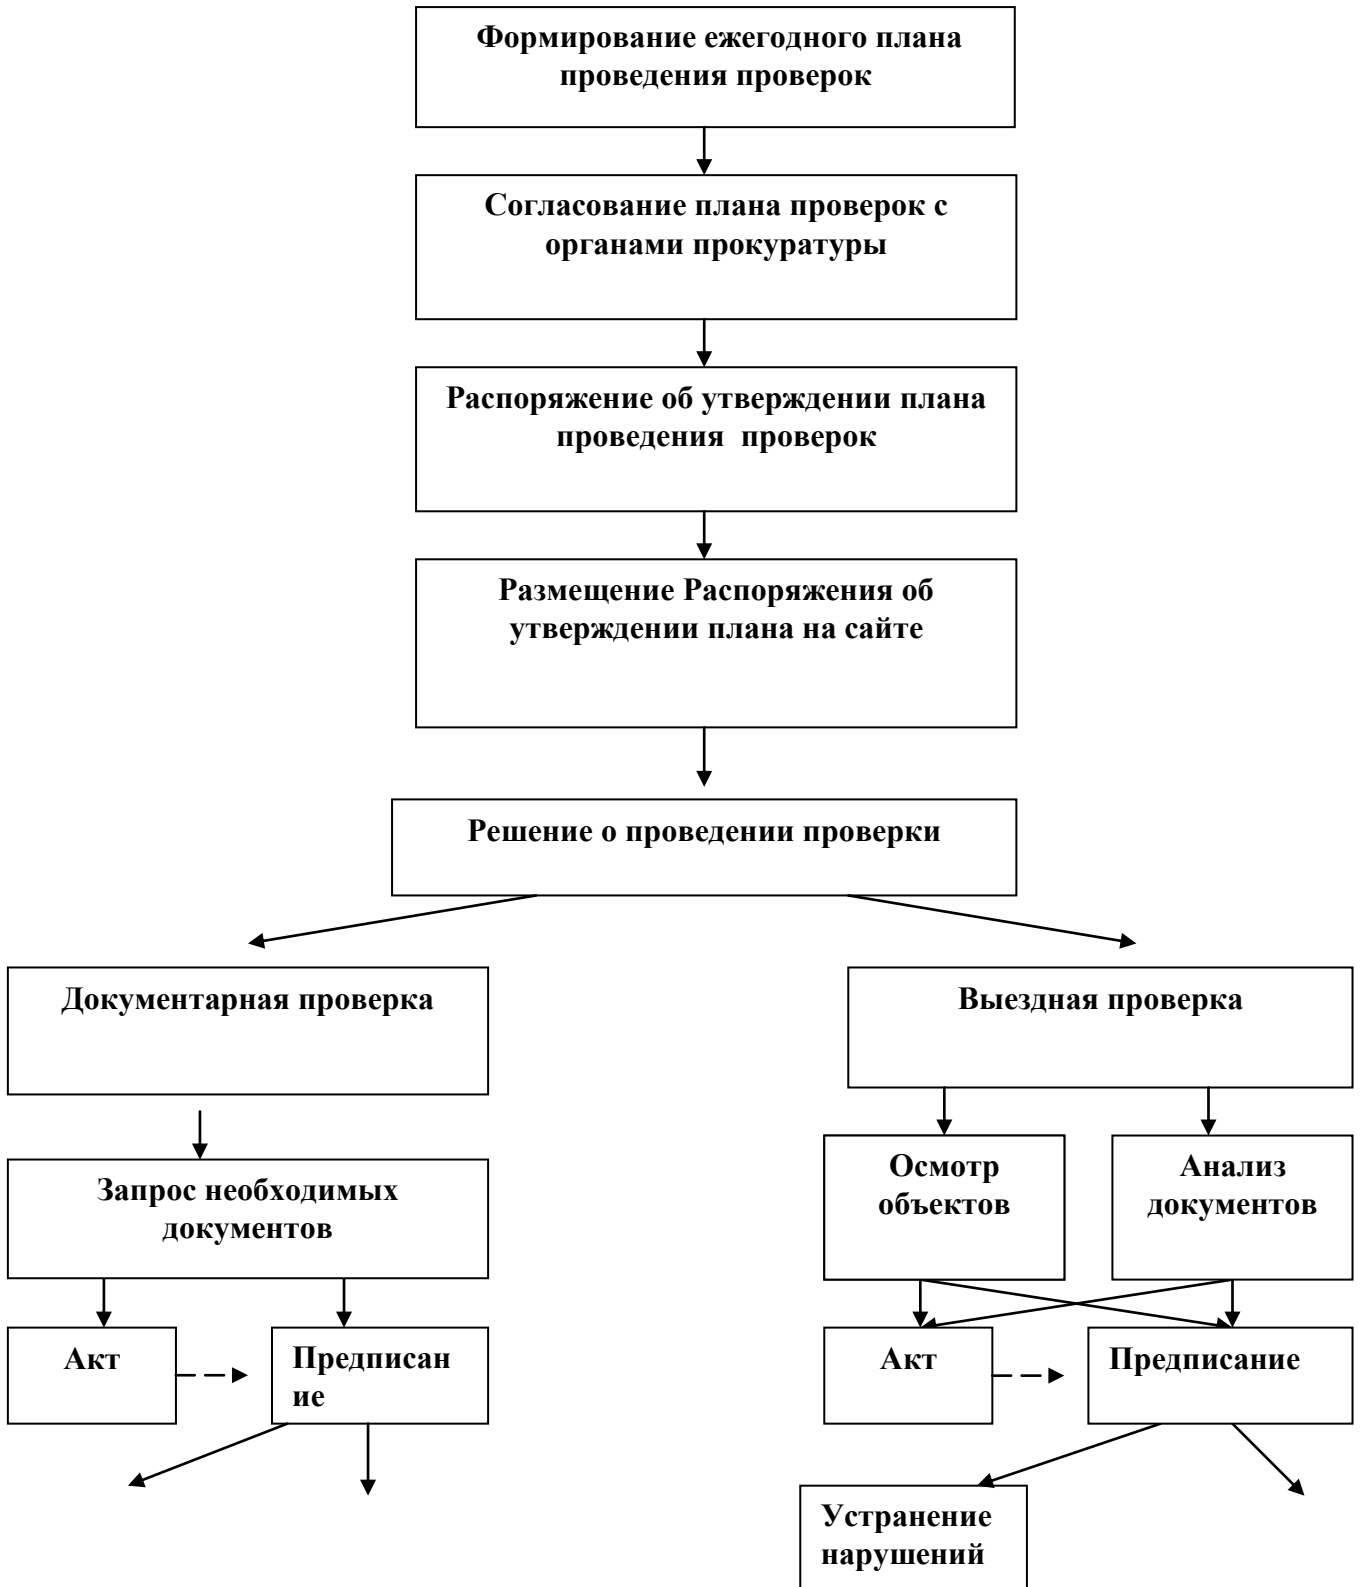 Формирование ежегодного плана
проведения проверок
Согласование плана проверок с
органами прокуратуры
Распоряжение об утверждении плана
проведения  проверок
Размещение Распоряжения об
утверждении плана на сайте
Решение о проведении проверки
Документарная проверка
Выездная проверка
Запрос необходимых
документов
Осмотр
объектов
Анализ
документов
Акт
Предписан
ие
Акт
Предписание
Устранение
нарушений